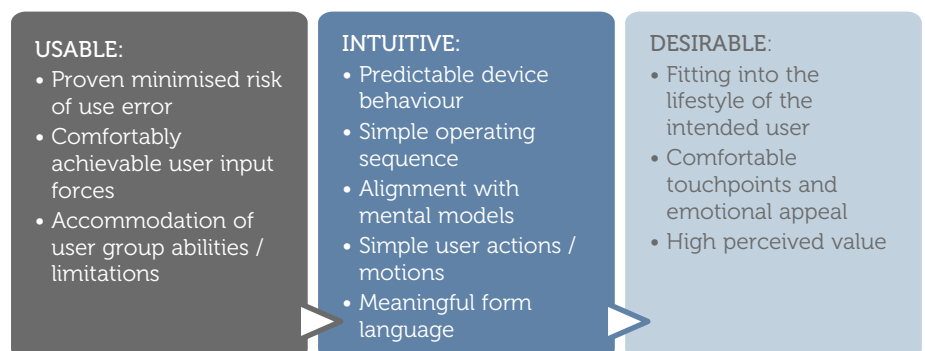 USABLE:
• Proven minimised risk
of use error
• Comfortably
achievable user input
forces
• Accommodation of
user group abilities /
limitations
INTUITIVE:
• Predictable device
behaviour
• Simple operating
sequence
• Alignment with
mental models
• Simple user actions /
motions
• Meaningful form
language
DESIRABLE:
• Fitting into the
lifestyle of the
intended user
• Comfortable
touchpoints and
emotional appeal
• High perceived value